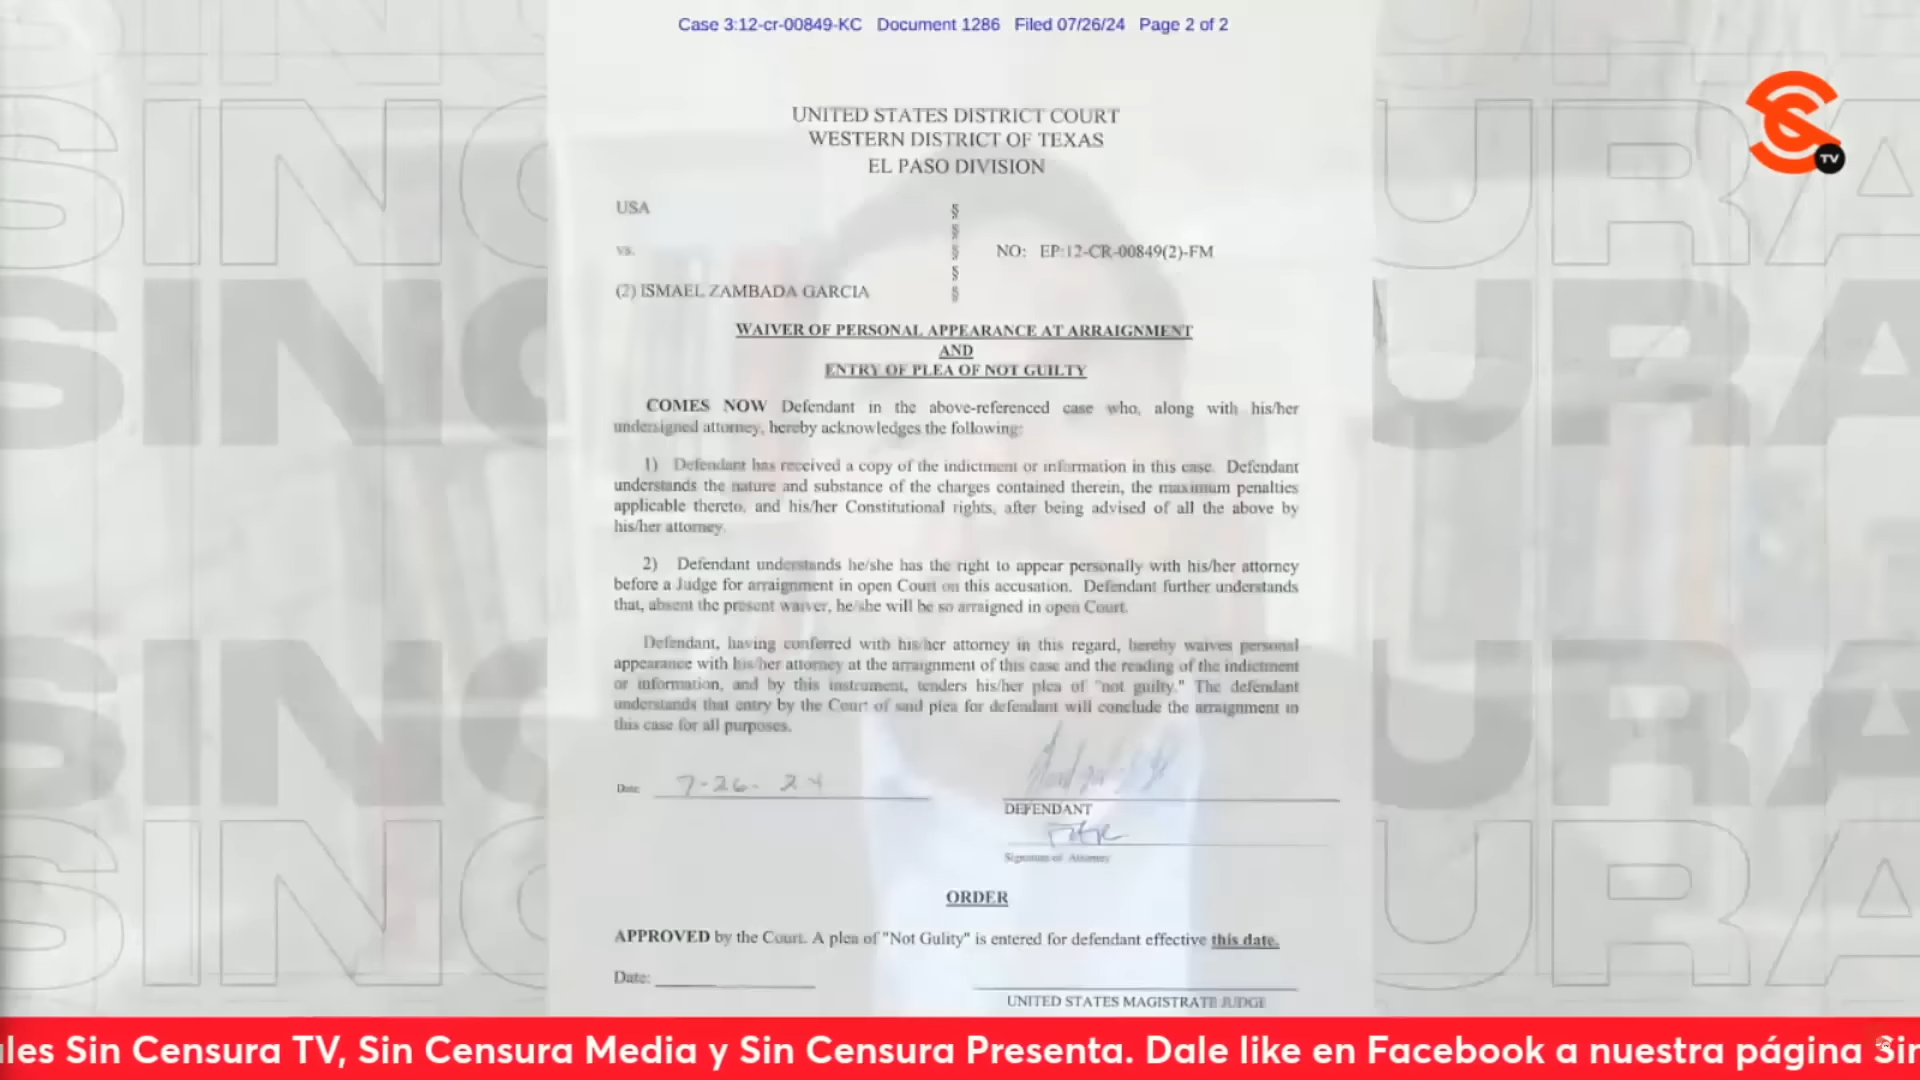 Case 3:12-cr-00849-KC Document 1286 Filed 07/26/24 Page 2 of 2
UNITED STATES DISTRICT COURT
WESTERN DISTRICT OF TEXAS
EL PASO DIVISION
USA
vs.
(2) ISMAEL ZAMBADA GARCIA
§
§
§
§
§
NO: EP:12-CR-00849(2)-FM
WAIVER OF PERSONAL APPEARANCE AT ARRAIGNMENT
AND
ENTRY OF PLEA OF NOT GUILTY
COMES NOW Defendant in the above-referenced case who, along with his/her
undersigned attorney, hereby acknowledges the following:
1) Defendant has received a copy of the indictment or information in this case. Defendant
understands the nature and substance of the charges contained therein, the maximum penalties
applicable thereto, and his/her Constitutional rights, after being advised of all the above by
his/her attorney.
2) Defendant understands he/she has the right to appear personally with his/her attorney
before a Judge for arraignment in open Court on this accusation. Defendant further understands
that, absent the present waiver, he/she will be so arraigned in open Court.
Defendant, having conferred with his/her attorney in this regard, hereby waives personal
appearance with his/her attorney at the arraignment of this case and the reading of the indictment
or information, and by this instrument, tenders his/her plea of "not guilty." The defendant
understands that entry by the Court of said plea for defendant will conclude the arraignment in
this case for all purposes.
Date: 7-26-24
DEFENDANT
Signature of Attorney
ORDER
APPROVED by the Court. A plea of "Not Gulity" is entered for defendant effective this date.
Date:
UNITED STATES MAGISTRATE JUDGE
TV
SINC
SINC
SINC
SINC
URA
URA
URA
URA
les Sin Censura TV, Sin Censura Media y Sin Censura Presenta. Dale like en Facebook a nuestra página Sin